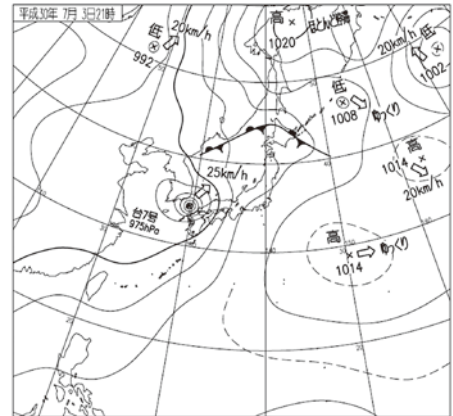 平成30年 7月 3日21時
低
20km/h
992
高
1020
ほとんど停滞
低
20km/h
1002
低
1008
ゆっくり
高
1014
20km/h
25km/h
台7号
975hPa
高
1014
ゆっくり